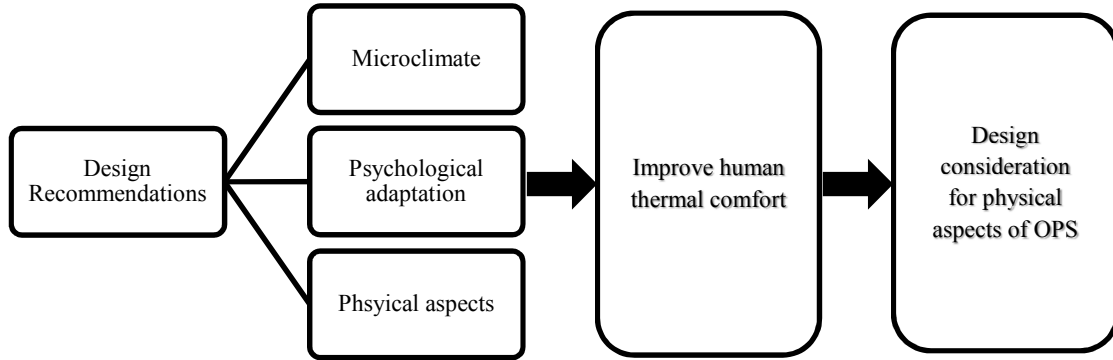 Design
Recommendations
Microclimate
Psychological
adaptation
Phsyical aspects
Improve human
thermal comfort
Design
consideration
for physical
aspects of OPS